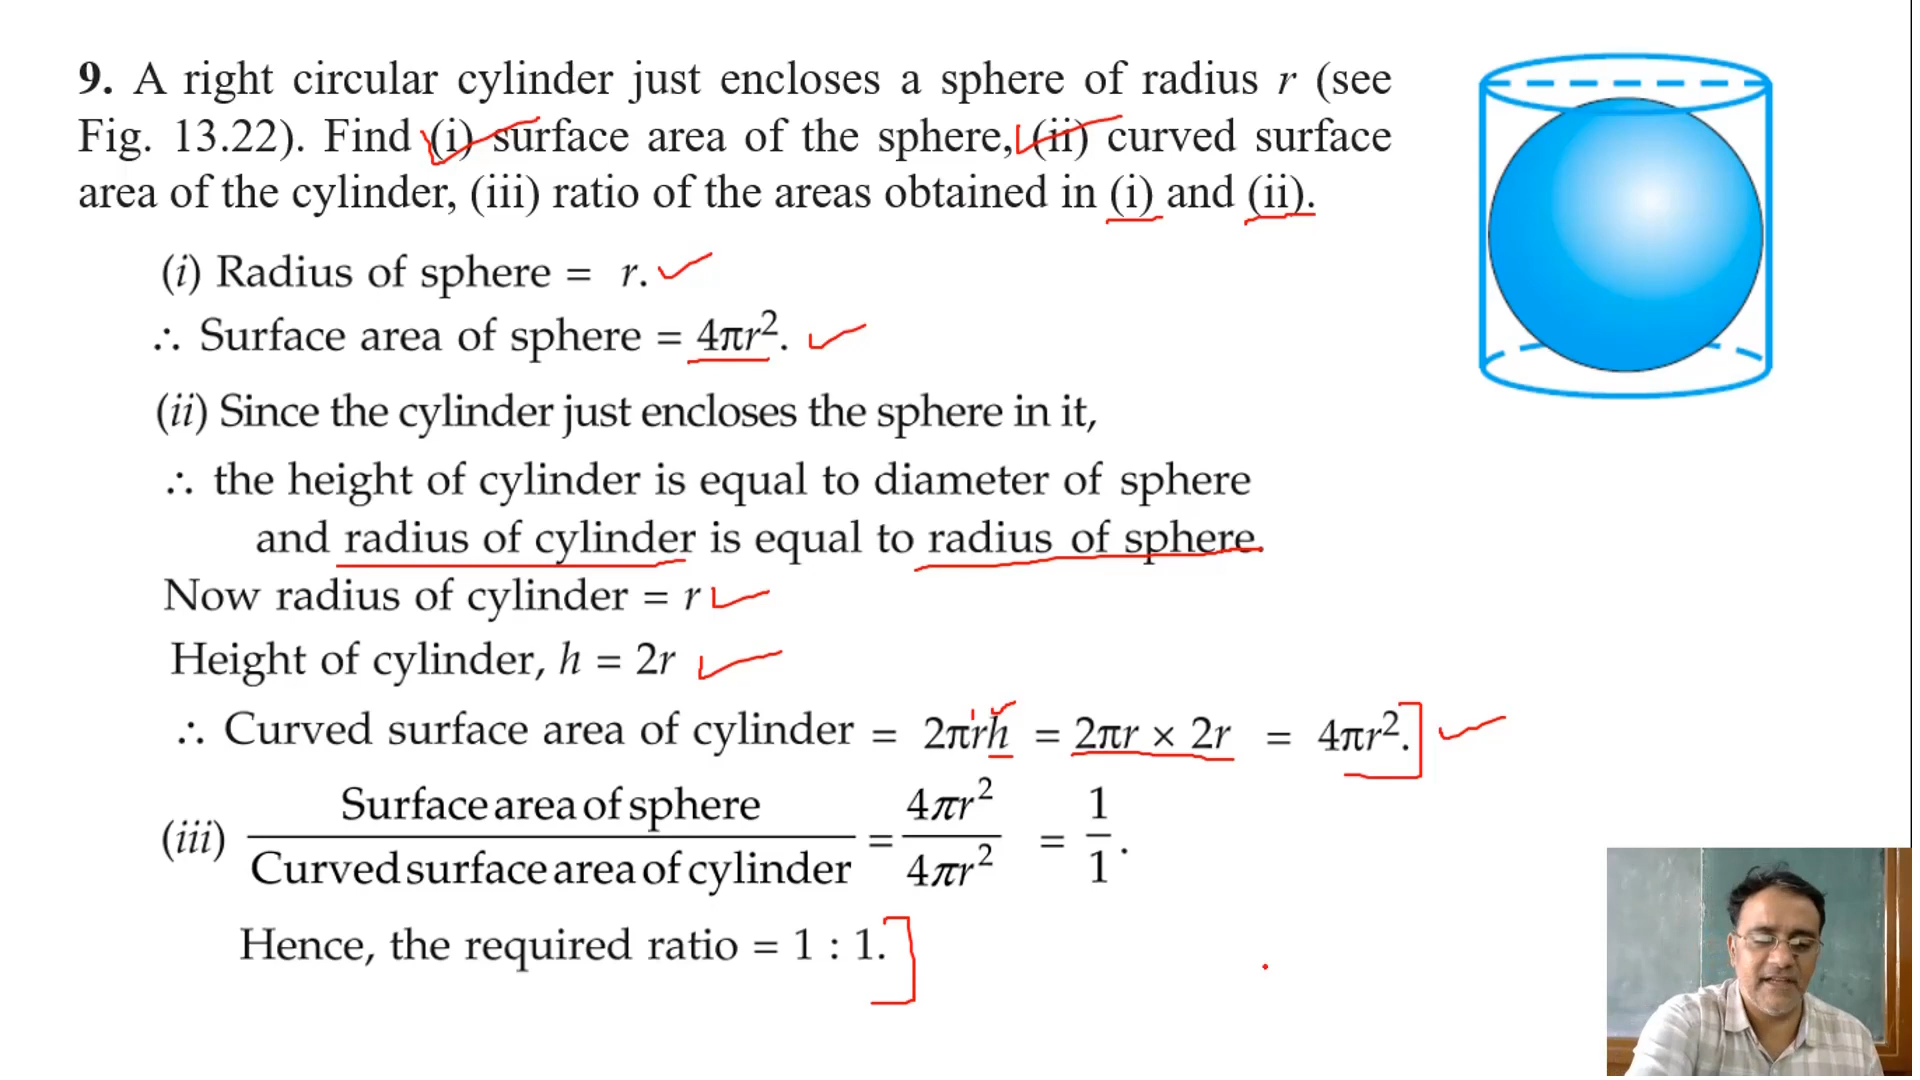 9. A right circular cylinder just encloses a sphere of radius r (see
Fig. 13.22). Find (i) surface area of the sphere, (ii) curved surface
area of the cylinder, (iii) ratio of the areas obtained in (i) and (ii).
(i) Radius of sphere = r.
∴ Surface area of sphere = 4πr².
(ii) Since the cylinder just encloses the sphere in it,
∴ the height of cylinder is equal to diameter of sphere
and radius of cylinder is equal to radius of sphere.
Now radius of cylinder = r
Height of cylinder, h = 2r
∴ Curved surface area of cylinder = 2πrh = 2πr × 2r = 4πr².
(iii) Surface area of sphere / Curved surface area of cylinder = 4πr² / 4πr² = 1/1.
Hence, the required ratio = 1 : 1.